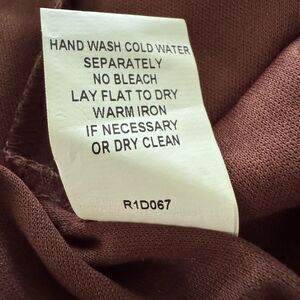 HAND WASH COLD WATER
SEPARATELY
NO BLEACH
LAY FLAT TO DRY
WARM IRON
IF NECESSARY
OR DRY CLEAN
R1D067